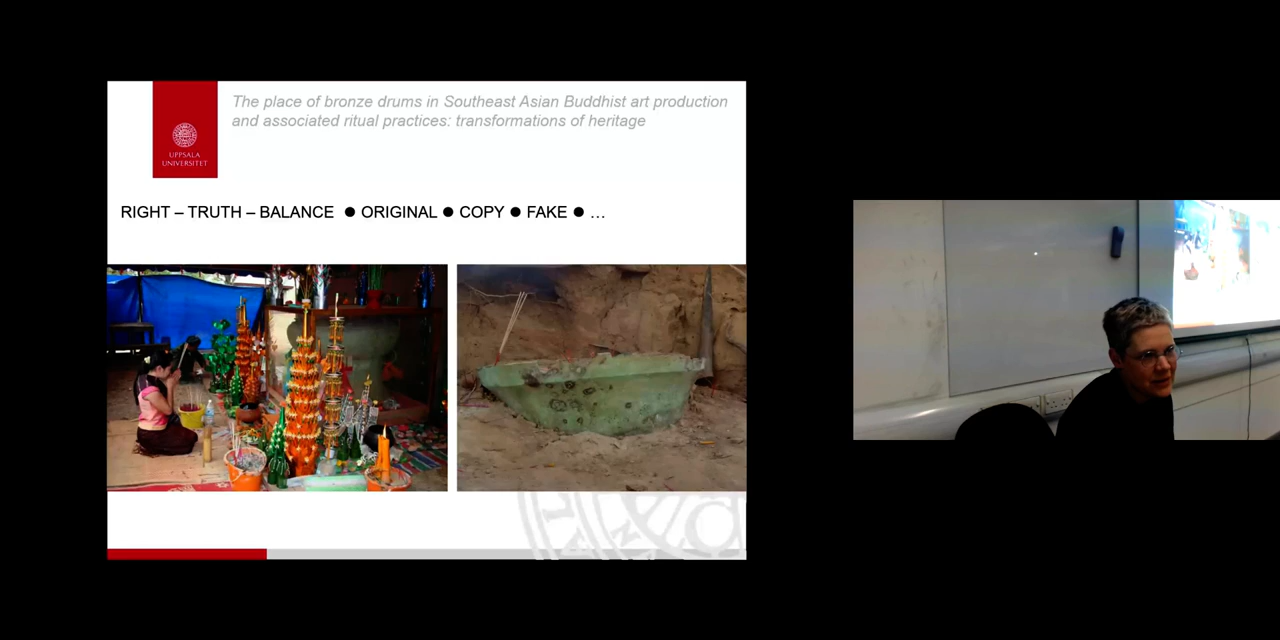 The place of bronze drums in Southeast Asian Buddhist art production
and associated ritual practices: transformations of heritage
UPPSALA
UNIVERSITET
RIGHT – TRUTH – BALANCE ● ORIGINAL ● COPY ● FAKE ● …